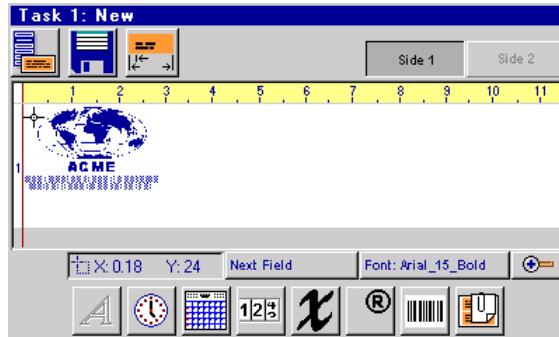 Task 1: New
Side 1
Side 2
1 2 3 4 5 6 7 8 9 10 11
1
ACME
X: 0.18 Y: 24
Next Field
Font: Arial_15_Bold
A
123
x
®